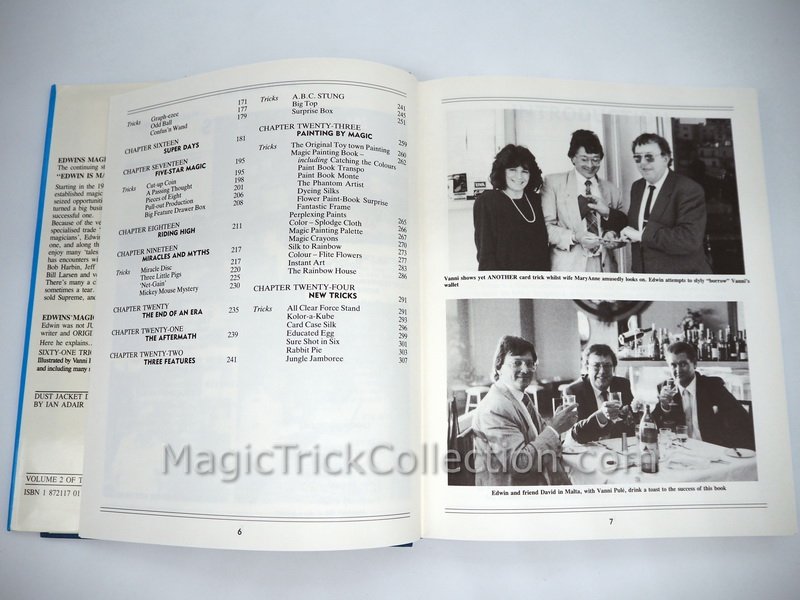 EDWINS MAG
The continuing st
"EDWIN IS MA
Starting in the 19
established magic
seized opportuniti
turned a big busi
successful one.
Because of the ve
specialised trade '
magicians', Edwi
one, and along th
enjoy many 'tales
has encounters wi
Bob Harbin, Jeff
Bill Larsen and v
There's many a c
sometimes a tear.
sold Supreme, an
EDWINS MAGIC
Edwin was not JU
writer and ORIGI
Here he explains..
SIXTY-ONE TRIC
Illustrated by Vanni P
and including many r
DUST JACKET I
BY IAN ADAIR
VOLUME 2 OF T
ISBN 1 872117 01
Tricks Graph-ezee 171
Odd Ball 177
Confus'n Wand 179
CHAPTER SIXTEEN 181
SUPER DAYS
CHAPTER SEVENTEEN
FIVE-STAR MAGIC 195
Tricks Cut-up Coin 195
A Passing Thought 198
Pieces of Eight 201
Pull-out Production 206
Big Feature Drawer Box 208
CHAPTER EIGHTEEN
RIDING HIGH 211
CHAPTER NINETEEN
MIRACLES AND MYTHS 217
Tricks Miracle Disc 217
Three Little Pigs 220
'Net-Gain' 225
Mickey Mouse Mystery 230
CHAPTER TWENTY
THE END OF AN ERA 235
CHAPTER TWENTY-ONE
THE AFTERMATH 239
CHAPTER TWENTY-TWO
THREE FEATURES 241
Tricks A.B.C. STUNG 241
Big Top 245
Surprise Box 251
CHAPTER TWENTY-THREE
PAINTING BY MAGIC 259
Tricks The Original Toy town Painting 260
Magic Painting Book – 262
including Catching the Colours 265
Paint Book Transpo
Paint Book Monte
The Phantom Artist
Dyeing Silks
Flower Paint-Book Surprise
Fantastic Frame
Perplexing Paints
Color – Splodge Cloth 265
Magic Painting Palette 266
Magic Crayons 267
Silk to Rainbow 270
Colour – Flite Flowers 273
Instant Art 277
The Rainbow House 283
286
CHAPTER TWENTY-FOUR
NEW TRICKS 291
Tricks All Clear Force Stand 291
Kolor-a-Kube 293
Card Case Silk 296
Educated Egg 299
Sure Shot in Six 301
Rabbit Pie 303
Jungle Jamboree 307
6
Vanni shows yet ANOTHER card trick whilst wife MaryAnne amusedly looks on. Edwin attempts to slyly "borrow" Vanni's
wallet
Edwin and friend David in Malta, with Vanni Pulé, drink a toast to the success of this book
7
MagicTrickCollection.com